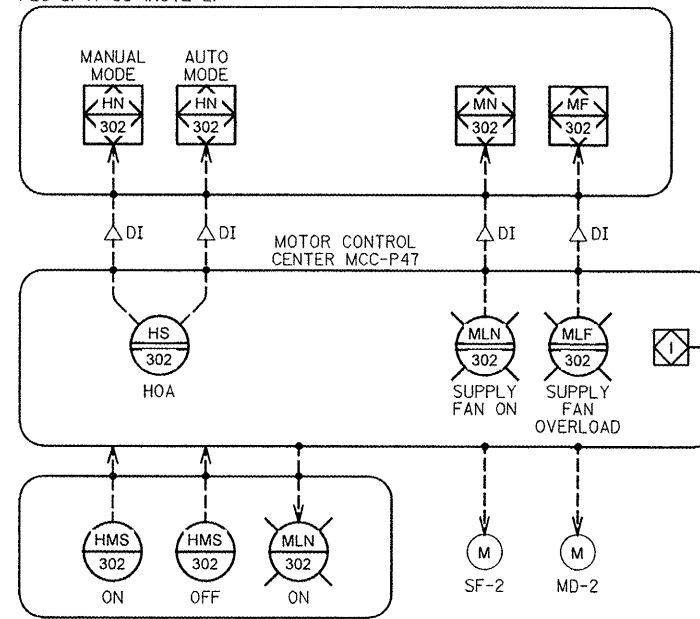 MANUAL
MODE
AUTO
MODE
HN
302
HN
302
MN
302
MF
302
DI
DI
DI
DI
MOTOR CONTROL
CENTER MCC-P47
HS
302
HOA
MLN
302
SUPPLY
FAN ON
MLF
302
SUPPLY
FAN
OVERLOAD
I
HMS
302
ON
HMS
302
OFF
MLN
302
ON
M
SF-2
M
MD-2